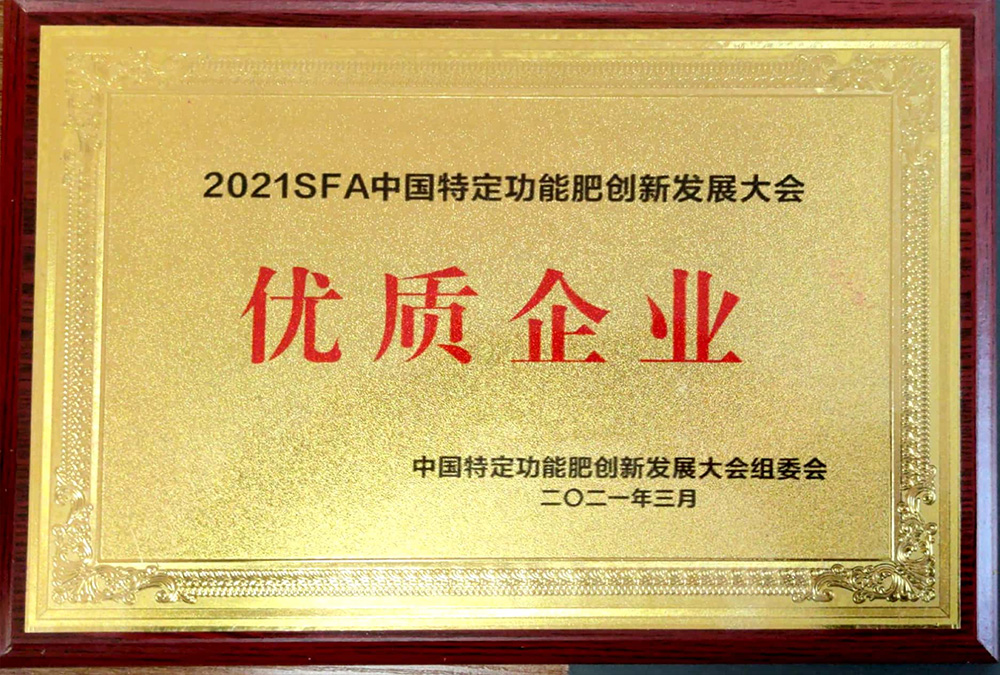 2021SFA中国特定功能肥创新发展大会
优质企业
中国特定功能肥创新发展大会组委会
二〇二一年三月